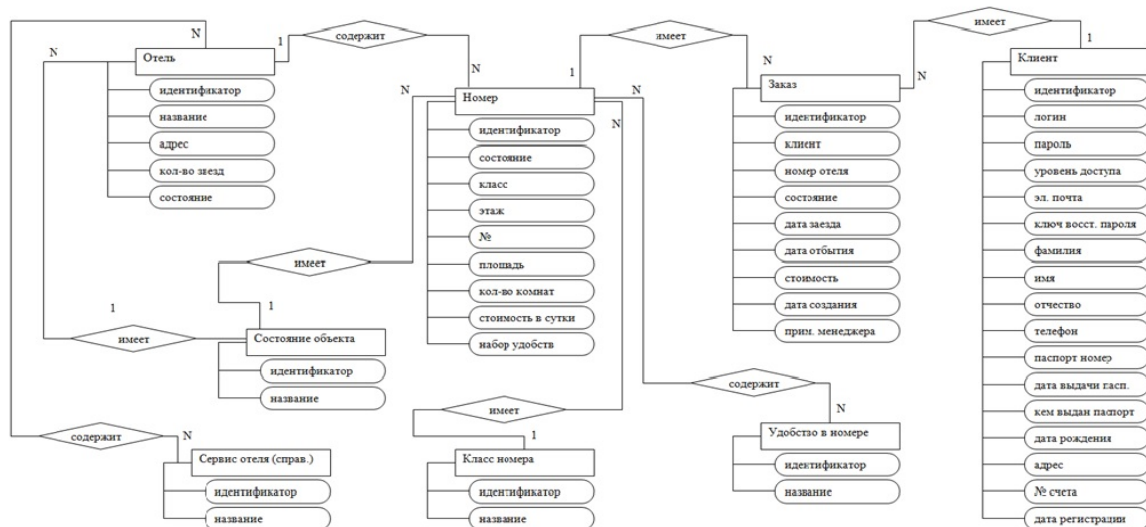 N
1
содержит
N
Отель
идентификатор
название
адрес
кол-во звезд
состояние
N
N
Номер
идентификатор
состояние
класс
этаж
№
площадь
кол-во комнат
стоимость в сутки
набор удобств
1
имеет
N
Заказ
идентификатор
клиент
номер отеля
состояние
дата заезда
дата отбытия
стоимость
дата создания
прим. менеджера
N
имеет
1
Клиент
идентификатор
логин
пароль
уровень доступа
эл. почта
ключ восст. пароля
фамилия
имя
отчество
телефон
паспорт номер
дата выдачи пасп.
кем выдан паспорт
дата рождения
адрес
№ счета
дата регистрации
N
N
имеет
1
1
имеет
Состояние объекта
идентификатор
название
содержит
N
Сервис отеля (справ.)
идентификатор
название
имеет
1
Класс номера
идентификатор
название
N
содержит
N
Удобство в номере
идентификатор
название